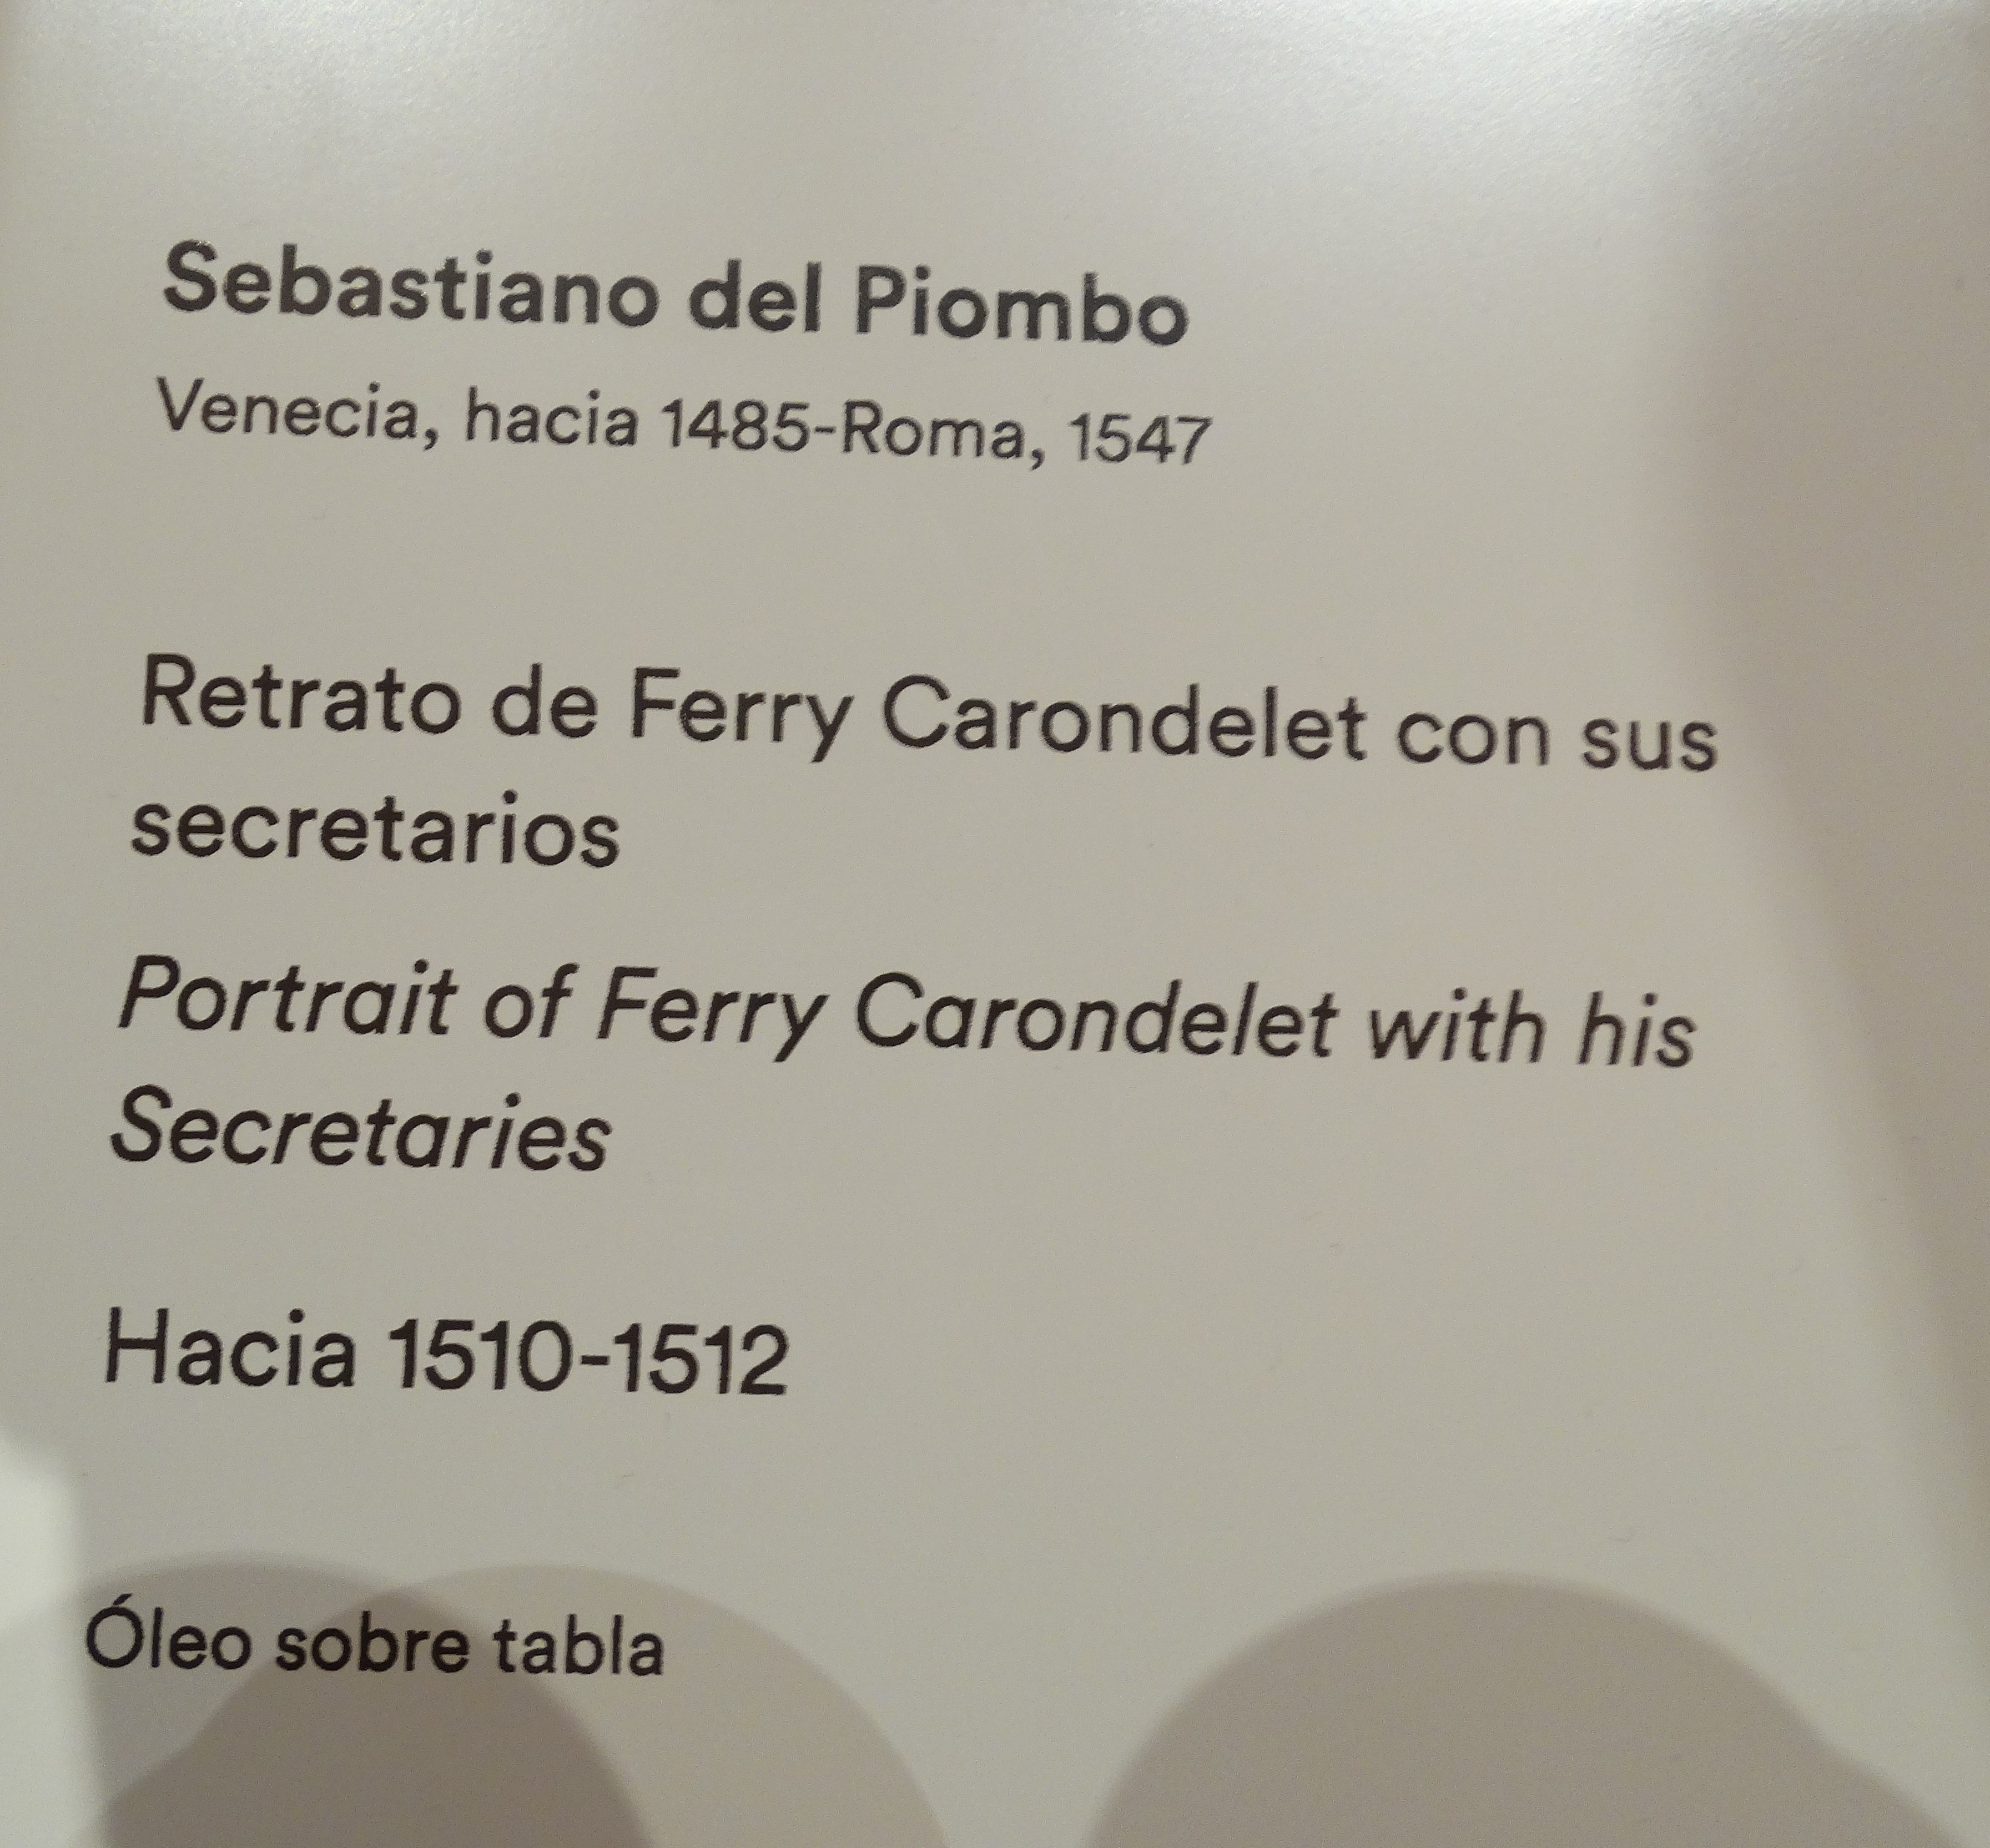 Sebastiano del Piombo
Venecia, hacia 1485-Roma, 1547
Retrato de Ferry Carondelet con sus
secretarios
Portrait of Ferry Carondelet with his
Secretaries
Hacia 1510-1512
Óleo sobre tabla